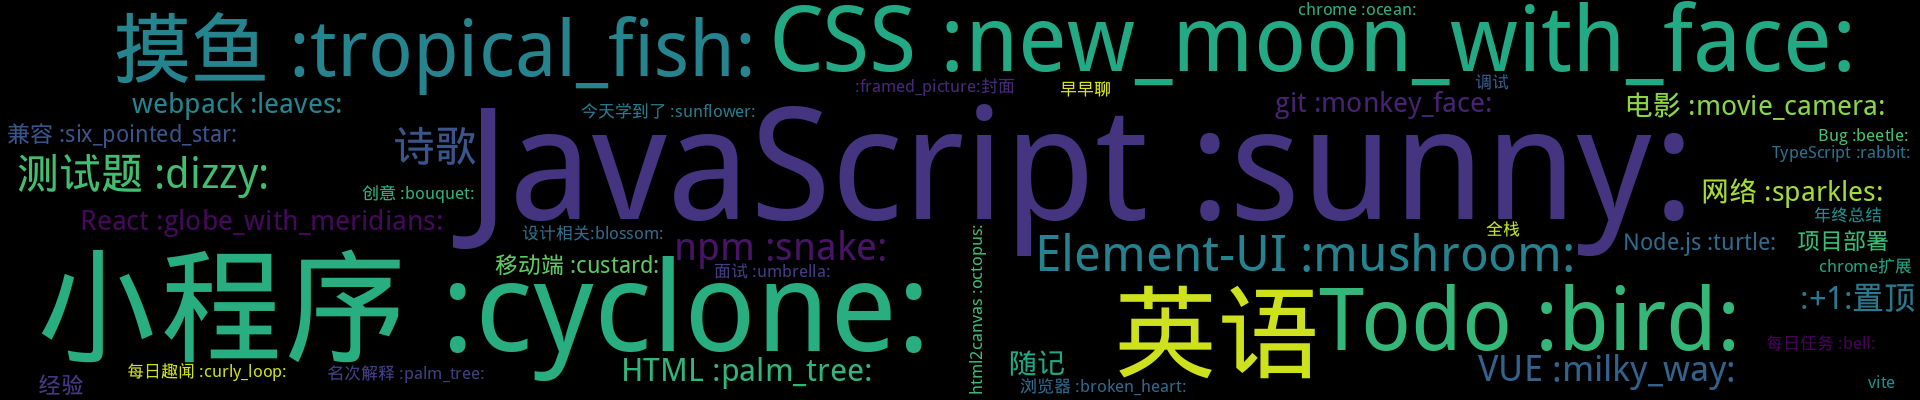 chrome :ocean:
摸鱼 :tropical_fish:
CSS :new_moon_with_face:
:framed_picture:封面
早早聊
调试
webpack :leaves:
今天学到了 :sunflower:
git :monkey_face:
电影 :movie_camera:
兼容 :six_pointed_star:
诗歌
JavaScript :sunny:
Bug :beetle:
TypeScript :rabbit:
测试题 :dizzy:
创意 :bouquet:
网络 :sparkles:
React :globe_with_meridians:
年终总结
设计相关:blossom:
npm :snake:
全栈
Element-UI :mushroom:
Node.js :turtle:
项目部署
移动端 :custard:
面试 :umbrella:
chrome扩展
小程序 :cyclone:
html2canvas :octopus:
英语
Todo :bird:
:+1:置顶
每日任务 :bell:
每日趣闻 :curly_loop:
名次解释 :palm_tree:
HTML :palm_tree:
随记
VUE :milky_way:
经验
浏览器 :broken_heart:
vite